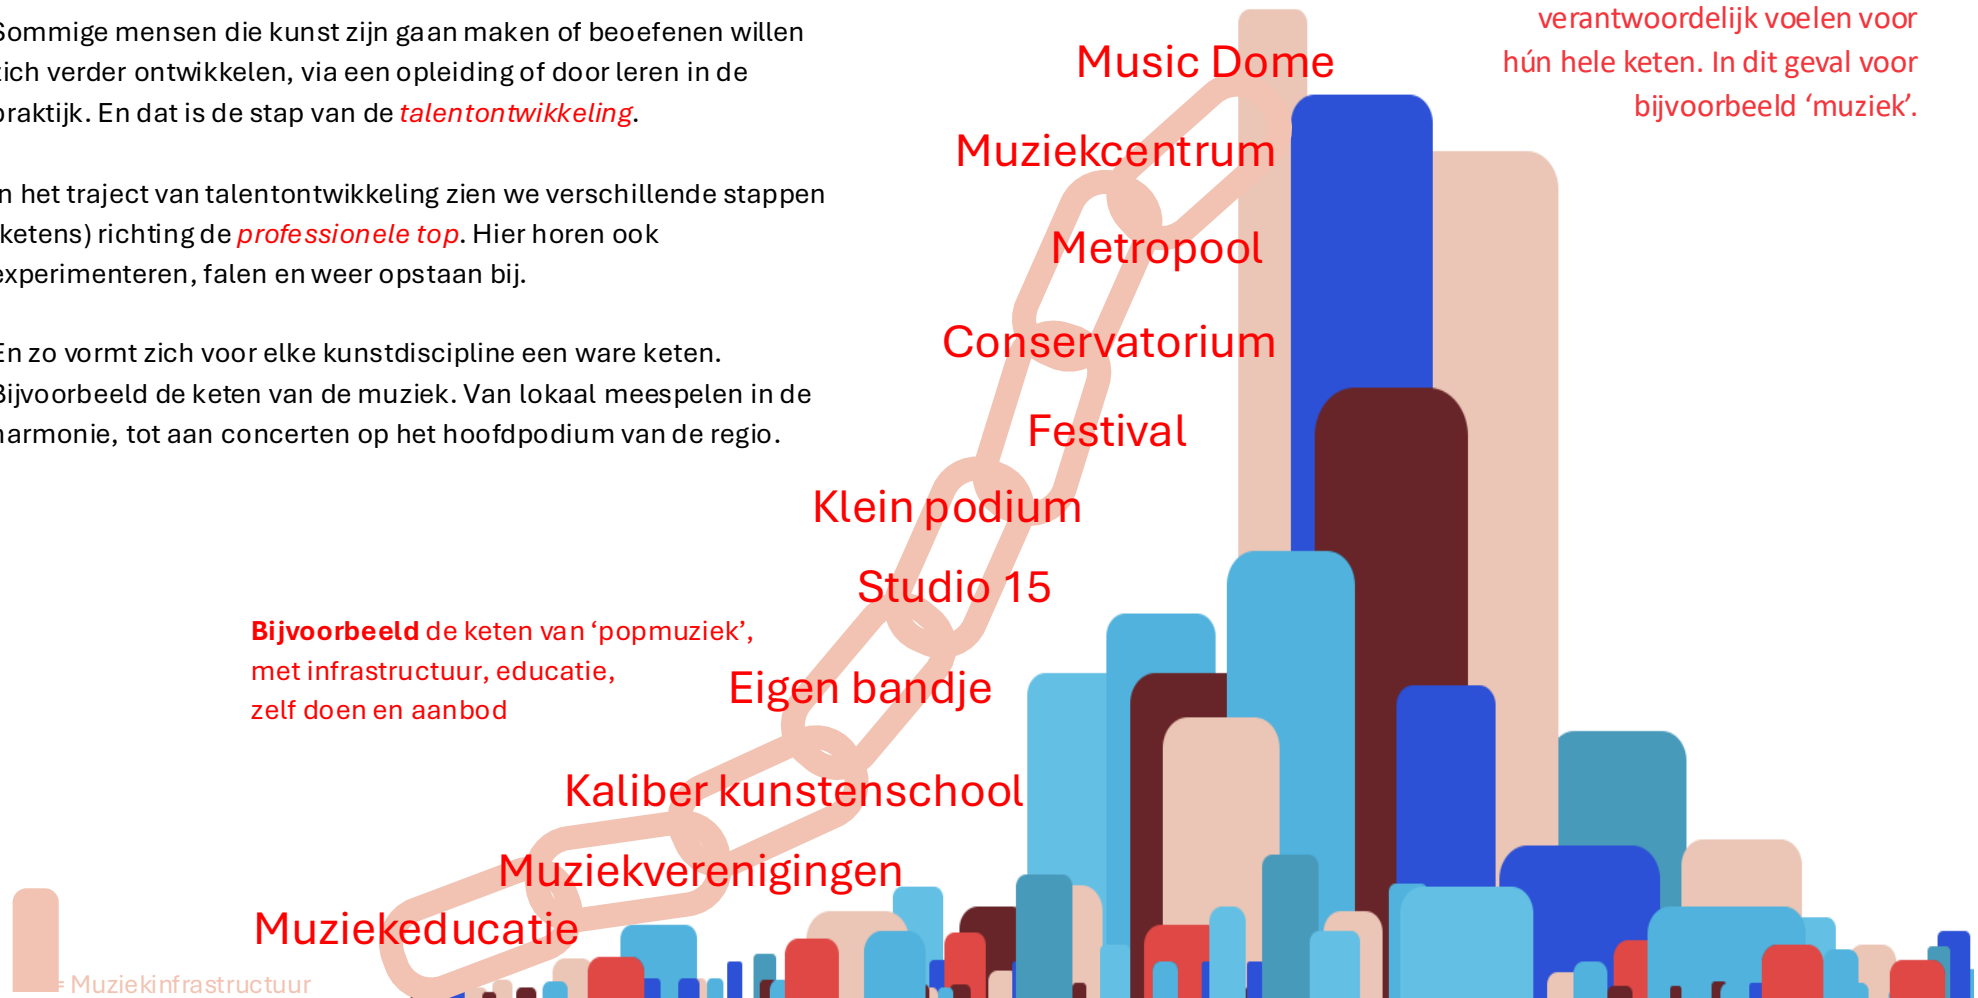 Sommige mensen die kunst zijn gaan maken of beoefenen willen
zich verder ontwikkelen, via een opleiding of door leren in de
praktijk. En dat is de stap van de talentontwikkeling.
In het traject van talentontwikkeling zien we verschillende stappen
(ketens) richting de professionele top. Hier horen ook
experimenteren, falen en weer opstaan bij.
En zo vormt zich voor elke kunstdiscipline een ware keten.
Bijvoorbeeld de keten van de muziek. Van lokaal meespelen in de
harmonie, tot aan concerten op het hoofdpodium van de regio.
verantwoordelijk voelen voor
hún hele keten. In dit geval voor
bijvoorbeeld ‘muziek’.
Music Dome
Muziekcentrum
Metropool
Conservatorium
Festival
Klein podium
Studio 15
Bijvoorbeeld de keten van ‘popmuziek’,
met infrastructuur, educatie,
zelf doen en aanbod
Eigen bandje
Kaliber kunstenschool
Muziekverenigingen
Muziekeducatie
= Muziekinfrastructuur